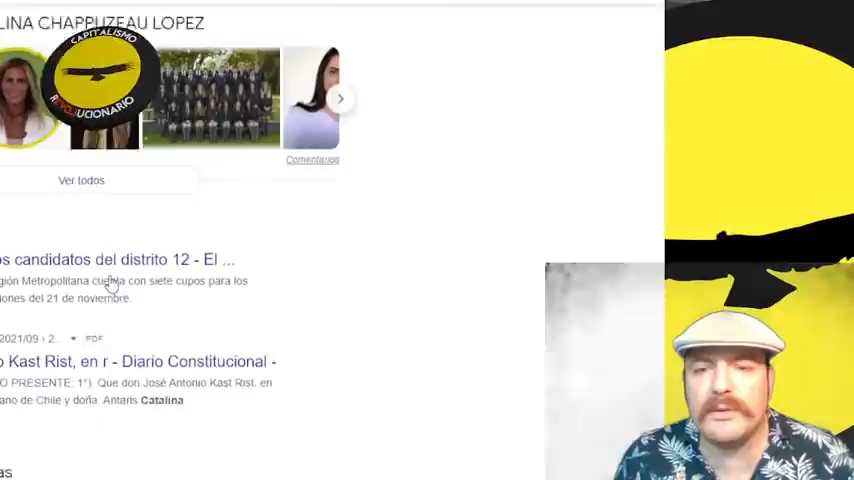 LINA CHAPPUZEAU LOPEZ
CAPITALISMO
REVOLUCIONARIO
Comentarios
Ver todos
os candidatos del distrito 12 - El ...
gión Metropolitana cuenta con siete cupos para los
iones del 21 de noviembre.
2021/09 › 2... PDF
o Kast Rist, en r - Diario Constitucional -
O PRESENTE: 1°). Que don José Antonio Kast Rist. en
ano de Chile y doña. Antaris Catalina
as